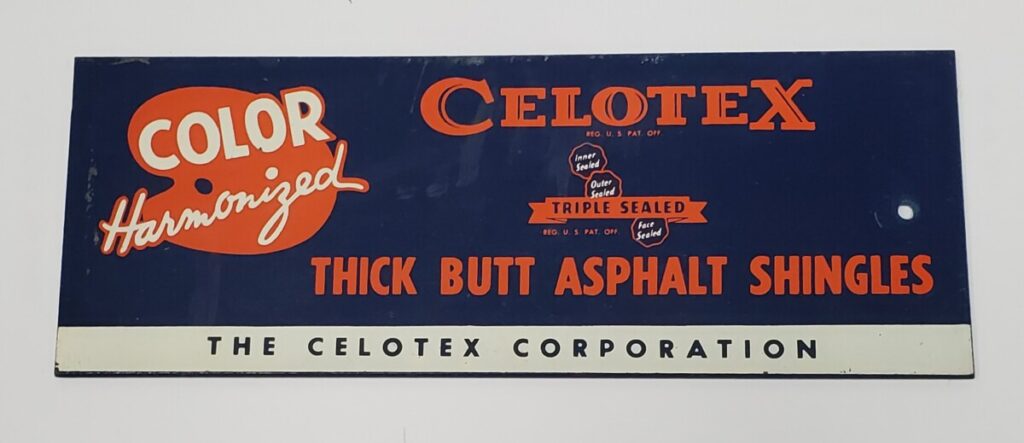 COLOR
Harmonized
CELOTEX
REG. U. S. PAT. OFF.
Inner
Sealed
Outer
Sealed
TRIPLE SEALED
REG. U. S. PAT. OFF.
Face
Sealed
THICK BUTT ASPHALT SHINGLES
THE CELOTEX CORPORATION